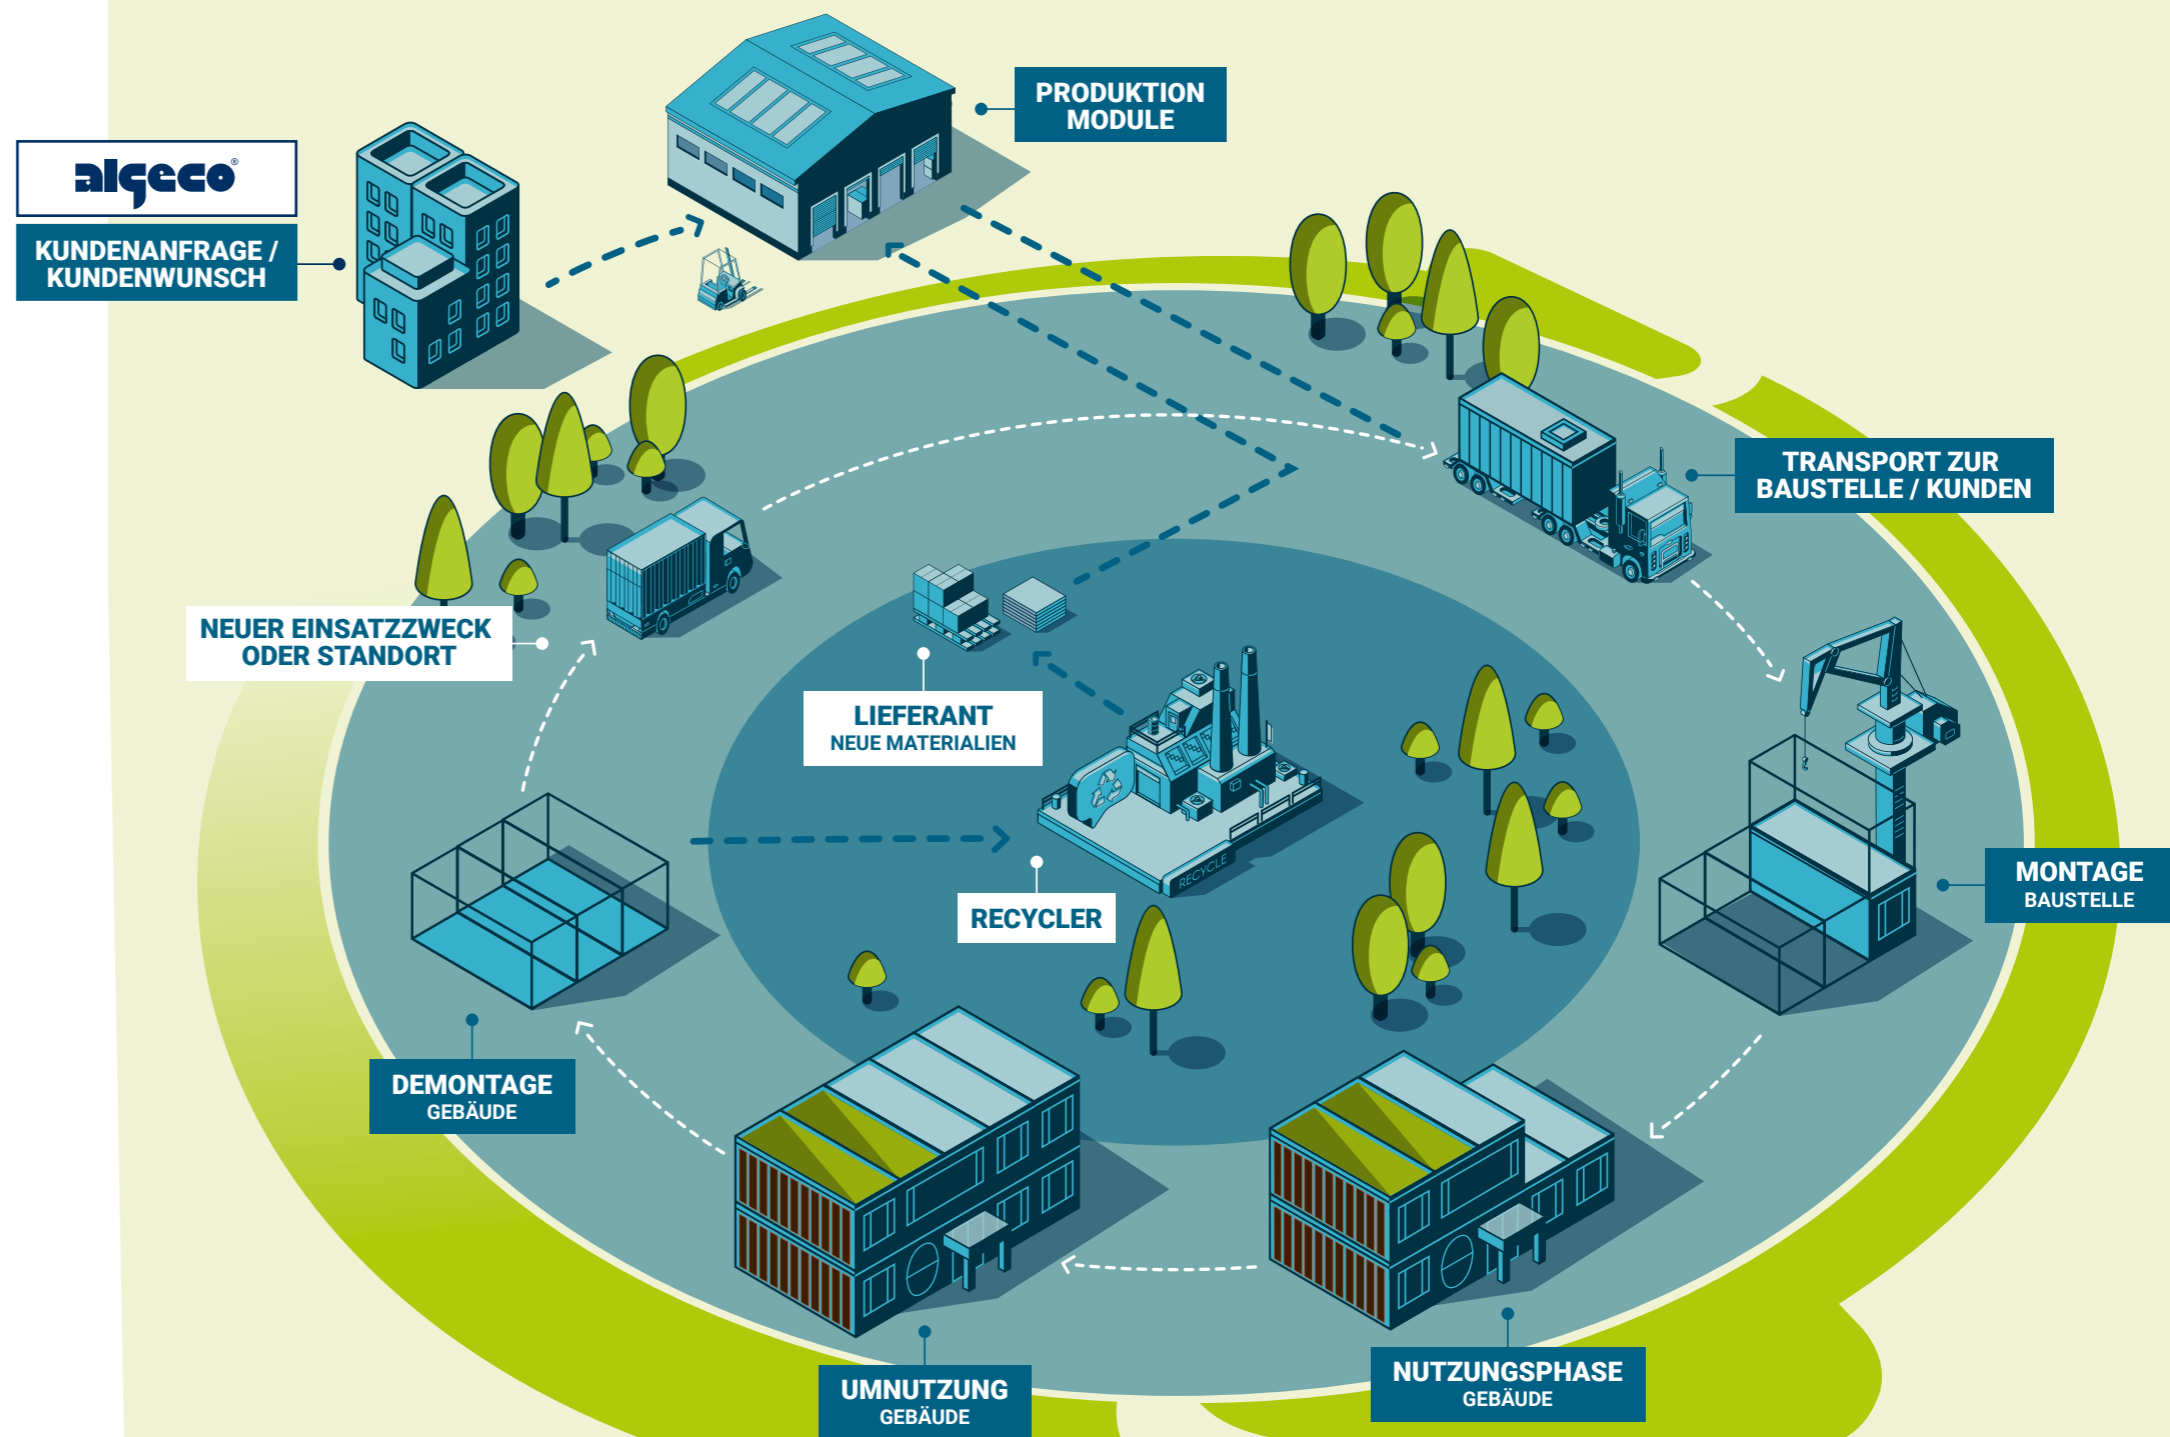 PRODUKTION
MODULE
algeco®
KUNDENANFRAGE /
KUNDENWUNSCH
TRANSPORT ZUR
BAUSTELLE / KUNDEN
NEUER EINSATZZWECK
ODER STANDORT
LIEFERANT
NEUE MATERIALIEN
RECYCLE
RECYCLER
MONTAGE
BAUSTELLE
DEMONTAGE
GEBÄUDE
UMNUTZUNG
GEBÄUDE
NUTZUNGSPHASE
GEBÄUDE